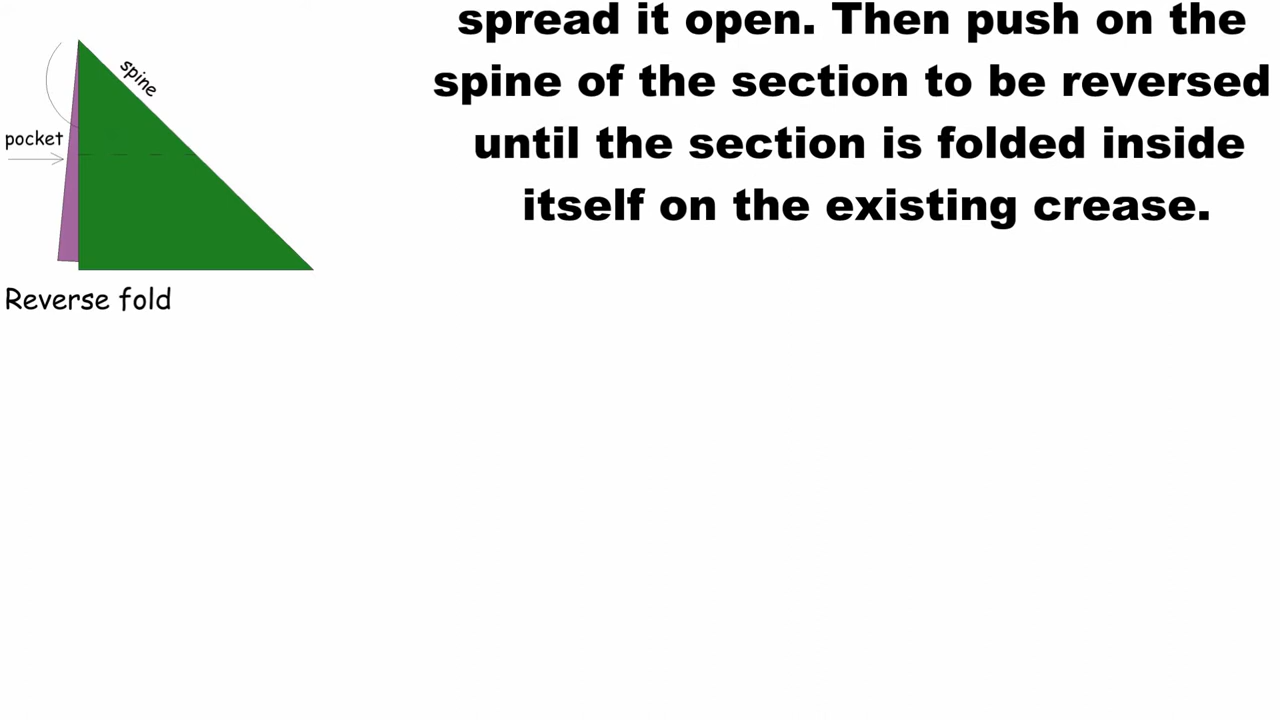 spread it open. Then push on the
spine of the section to be reversed
until the section is folded inside
itself on the existing crease.
spine
pocket
Reverse fold